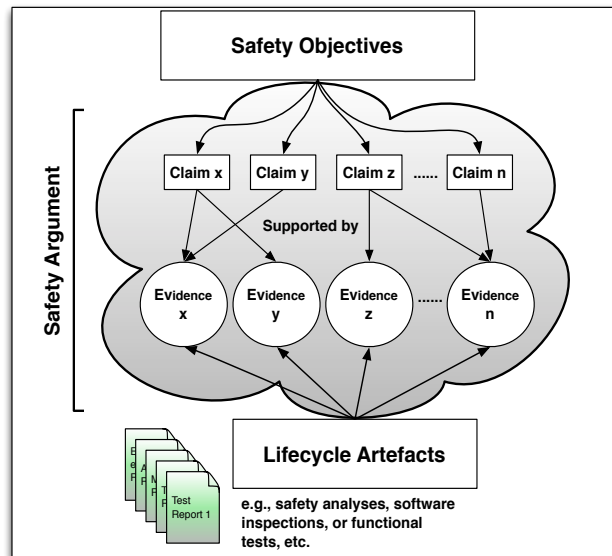 Safety Objectives
Safety Argument
Claim x
Claim y
Claim z
......
Claim n
Supported by
Evidence
x
Evidence
y
Evidence
z
......
Evidence
n
Lifecycle Artefacts
Test
Report 1
e.g., safety analyses, software
inspections, or functional
tests, etc.